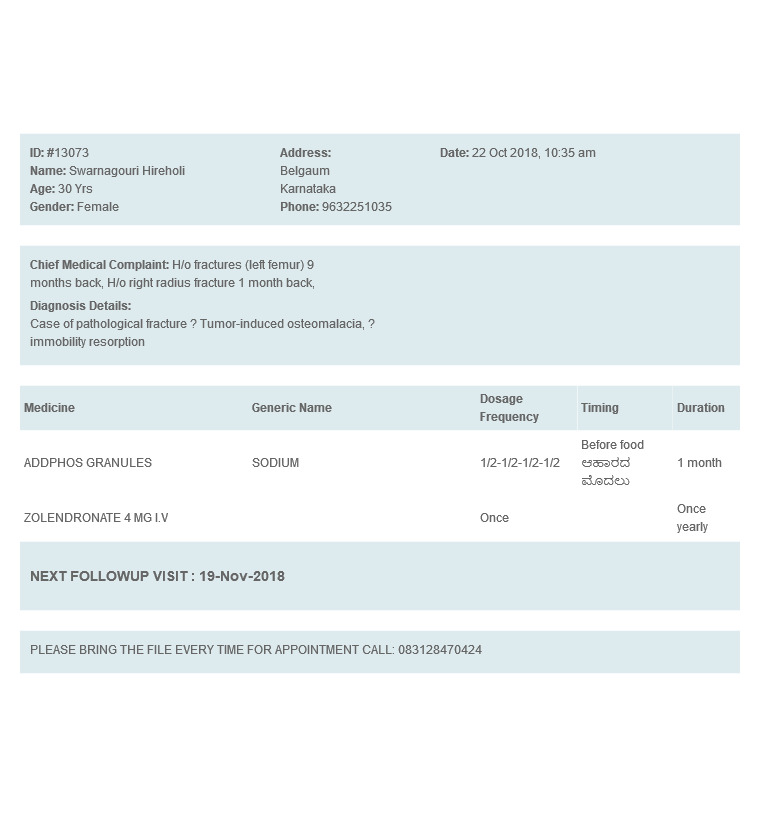 ID: #13073
Name: Swarnagouri Hireholi
Age: 30 Yrs
Gender: Female
Address:
Belgaum
Karnataka
Phone: 9632251035
Date: 22 Oct 2018, 10:35 am
Chief Medical Complaint: H/o fractures (left femur) 9
months back, H/o right radius fracture 1 month back,
Diagnosis Details:
Case of pathological fracture ? Tumor-induced osteomalacia, ?
immobility resorption
Medicine Generic Name Dosage Frequency Timing Duration
ADDPHOS GRANULES SODIUM 1/2-1/2-1/2-1/2 Before food ಆಹಾರದ ಮೊದಲು 1 month
ZOLENDRONATE 4 MG I.V Once Once yearly
NEXT FOLLOWUP VISIT : 19-Nov-2018
PLEASE BRING THE FILE EVERY TIME FOR APPOINTMENT CALL: 083128470424